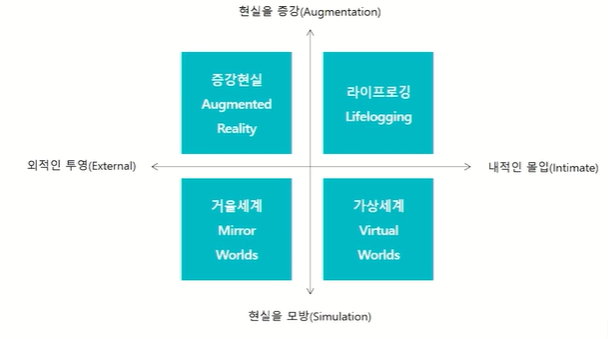 현실을 증강(Augmentation)
증강현실
Augmented
Reality
라이프로깅
Lifelogging
외적인 투영(External)
내적인 몰입(Intimate)
거울세계
Mirror
Worlds
가상세계
Virtual
Worlds
현실을 모방(Simulation)